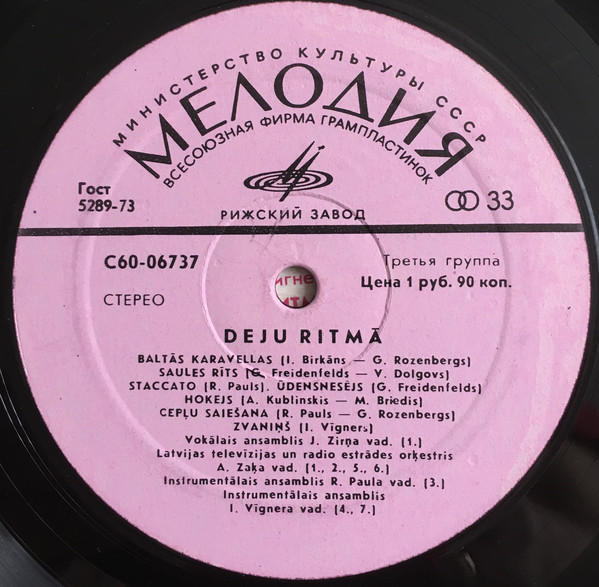 МИНИСТЕРСТВО КУЛЬТУРЫ СССР
МЕЛОДИЯ
ВСЕСОЮЗНАЯ ФИРМА ГРАМПЛАСТИНОК
Гост
5289-73
33
РИЖСКИЙ ЗАВОД
С60-06737
Третья группа
Цена 1 руб. 90 коп.
СТЕРЕО
DEJU RITMĀ
BALTĀS KARAVELLAS (I. Birkāns — G. Rozenbergs)
SAULES RĪTS (G. Freidenfelds — V. Dolgovs)
STACCATO (R. Pauls). ŪDENSNESĒJS (G. Freidenfelds)
HOKEJS (A. Kublinskis — M. Briedis)
CEPĻU SAIEŠANA (R. Pauls — G. Rozenbergs)
ZVANIŅŠ (I. Vīgners)
Vokālais ansamblis J. Zirņa vad. (1.)
Latvijas televīzijas un radio estrādes orķestris
A. Zaķa vad. (1., 2., 5., 6.)
Instrumentālais ansamblis R. Paula vad. (3.)
Instrumentālais ansamblis
I. Vīgnera vad. (4., 7.)